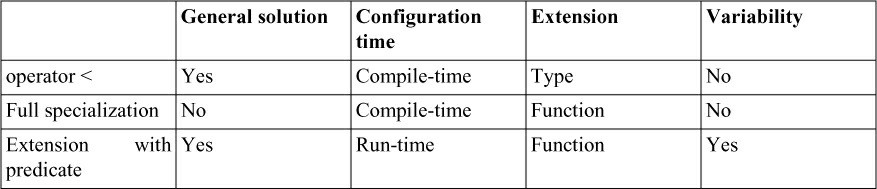 General solution Configuration time Extension Variability
operator < Yes Compile-time Type No
Full specialization No Compile-time Function No
Extension with predicate Yes Run-time Function Yes